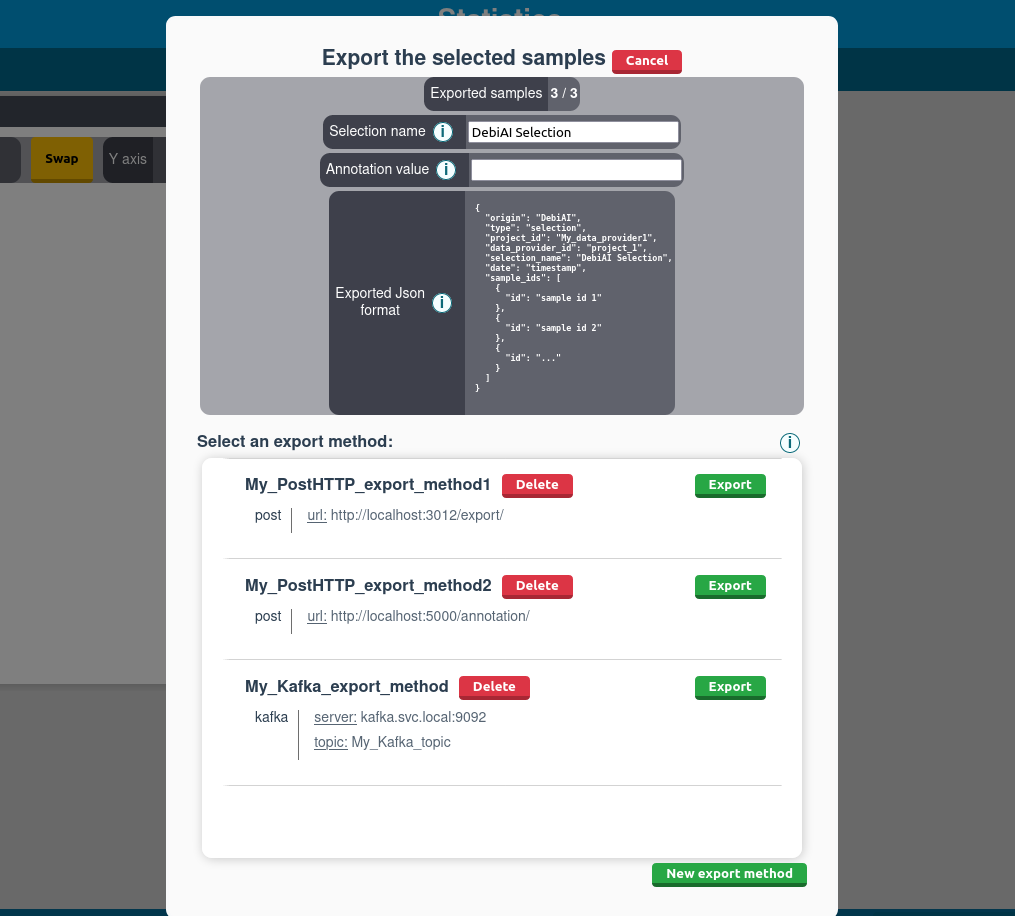 Statistics
Export the selected samples Cancel
Exported samples 3 / 3
Selection name i DebiAI Selection
Annotation value i
Swap Y axis
Exported Json
format
i
{
"origin": "DebiAI",
"type": "selection",
"project_id": "My_data_provider1",
"data_provider_id": "project_1",
"selection_name": "DebiAI Selection",
"date": "timestamp",
"sample_ids": [
{
"id": "sample id 1"
},
{
"id": "sample id 2"
},
{
"id": "..."
}
]
}
Select an export method: i
My_PostHTTP_export_method1 Delete Export
post url: http://localhost:3012/export/
My_PostHTTP_export_method2 Delete Export
post url: http://localhost:5000/annotation/
My_Kafka_export_method Delete Export
kafka server: kafka.svc.local:9092
topic: My_Kafka_topic
New export method